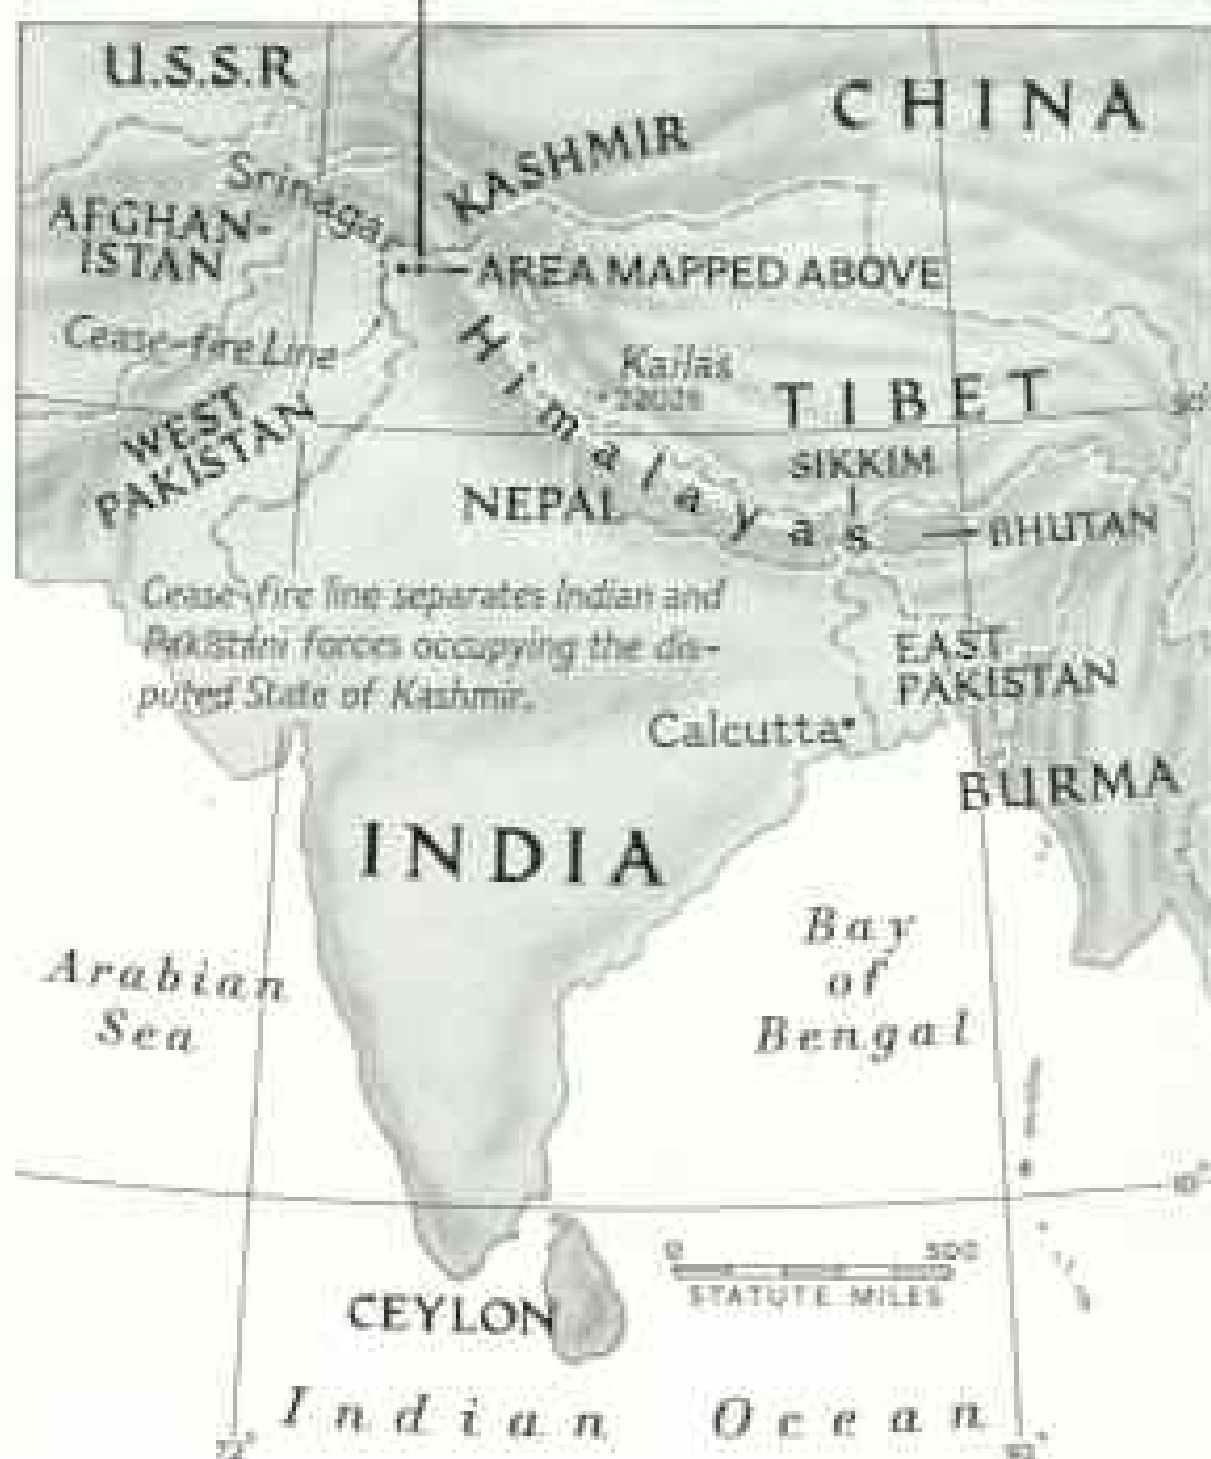 U.S.S.R
CHINA
KASHMIR
Srinagar
AFGHAN-
ISTAN
AREA MAPPED ABOVE
Cease-fire Line
Himalayas
Kailas
TIBET
WEST
PAKISTAN
SIKKIM
NEPAL
BHUTAN
Cease-fire line separates Indian and
Pakistani forces occupying the dis-
puted State of Kashmir.
EAST
PAKISTAN
Calcutta
BURMA
INDIA
Bay
of
Bengal
Arabian
Sea
10°
0 500
STATUTE MILES
CEYLON
Indian Ocean
72°